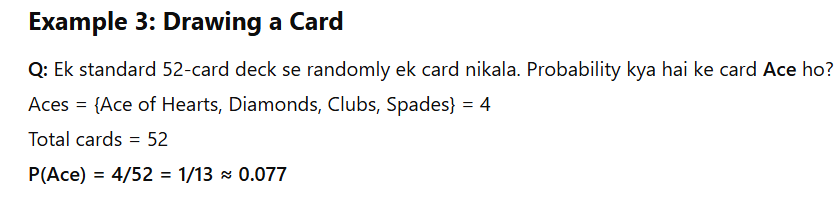 Example 3: Drawing a Card
Q: Ek standard 52-card deck se randomly ek card nikala. Probability kya hai ke card Ace ho?
Aces = {Ace of Hearts, Diamonds, Clubs, Spades} = 4
Total cards = 52
P(Ace) = 4/52 = 1/13 ≈ 0.077